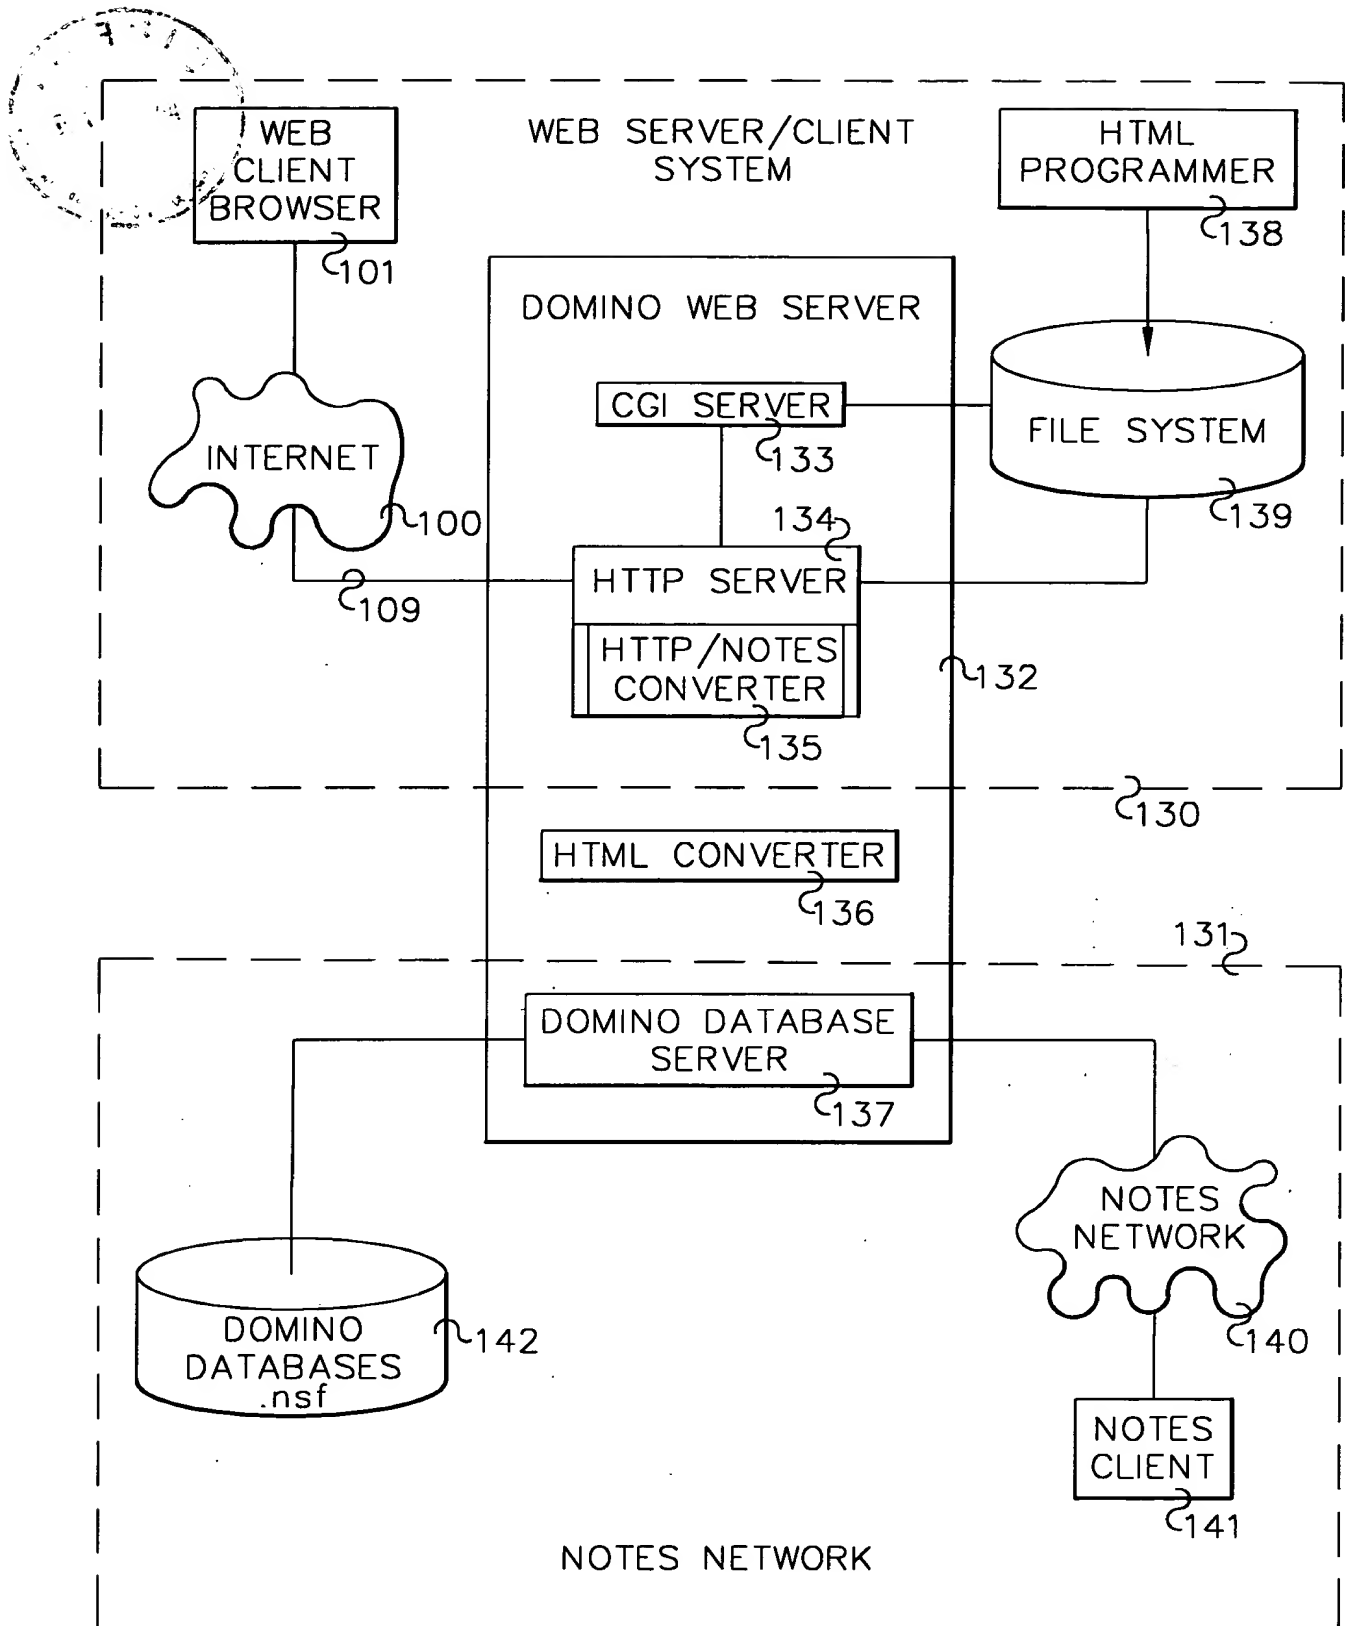 WEB
CLIENT
BROWSER
101
WEB SERVER/CLIENT
SYSTEM
HTML
PROGRAMMER
138
DOMINO WEB SERVER
CGI SERVER
133
FILE SYSTEM
139
INTERNET
100
109
134
HTTP SERVER
HTTP/NOTES
CONVERTER
135
132
130
HTML CONVERTER
136
131
DOMINO DATABASE
SERVER
137
NOTES
NETWORK
140
DOMINO
DATABASES
.nsf
142
NOTES
CLIENT
141
NOTES NETWORK